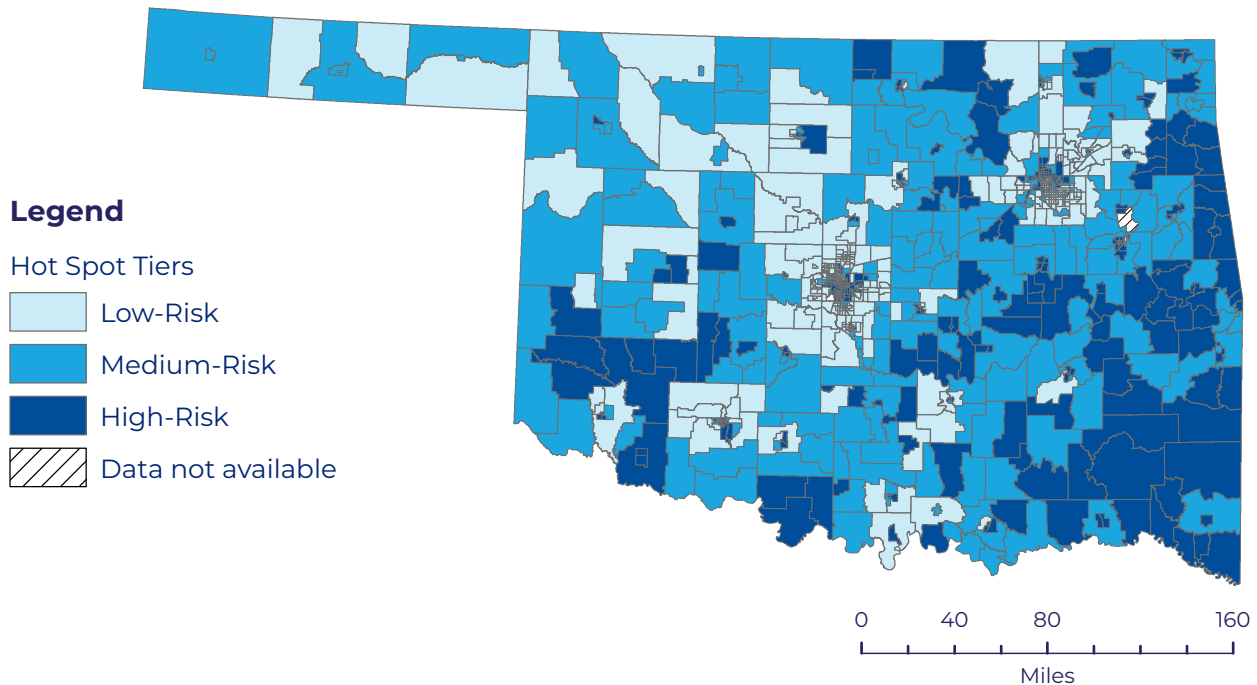 Legend
Hot Spot Tiers
Low-Risk
Medium-Risk
High-Risk
Data not available
0 40 80 160
Miles